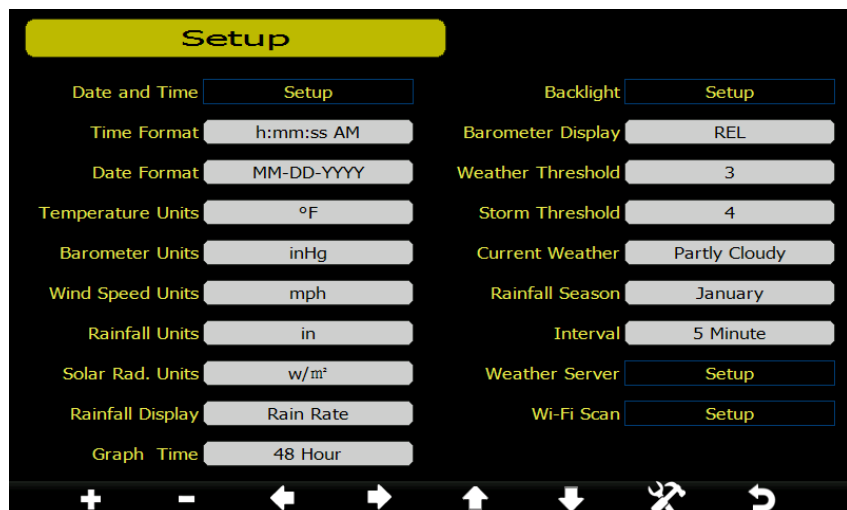 Setup
Date and Time Setup
Time Format h:mm:ss AM
Date Format MM-DD-YYYY
Temperature Units ºF
Barometer Units inHg
Wind Speed Units mph
Rainfall Units in
Solar Rad. Units w/m²
Rainfall Display Rain Rate
Graph Time 48 Hour
Backlight Setup
Barometer Display REL
Weather Threshold 3
Storm Threshold 4
Current Weather Partly Cloudy
Rainfall Season January
Interval 5 Minute
Weather Server Setup
Wi-Fi Scan Setup